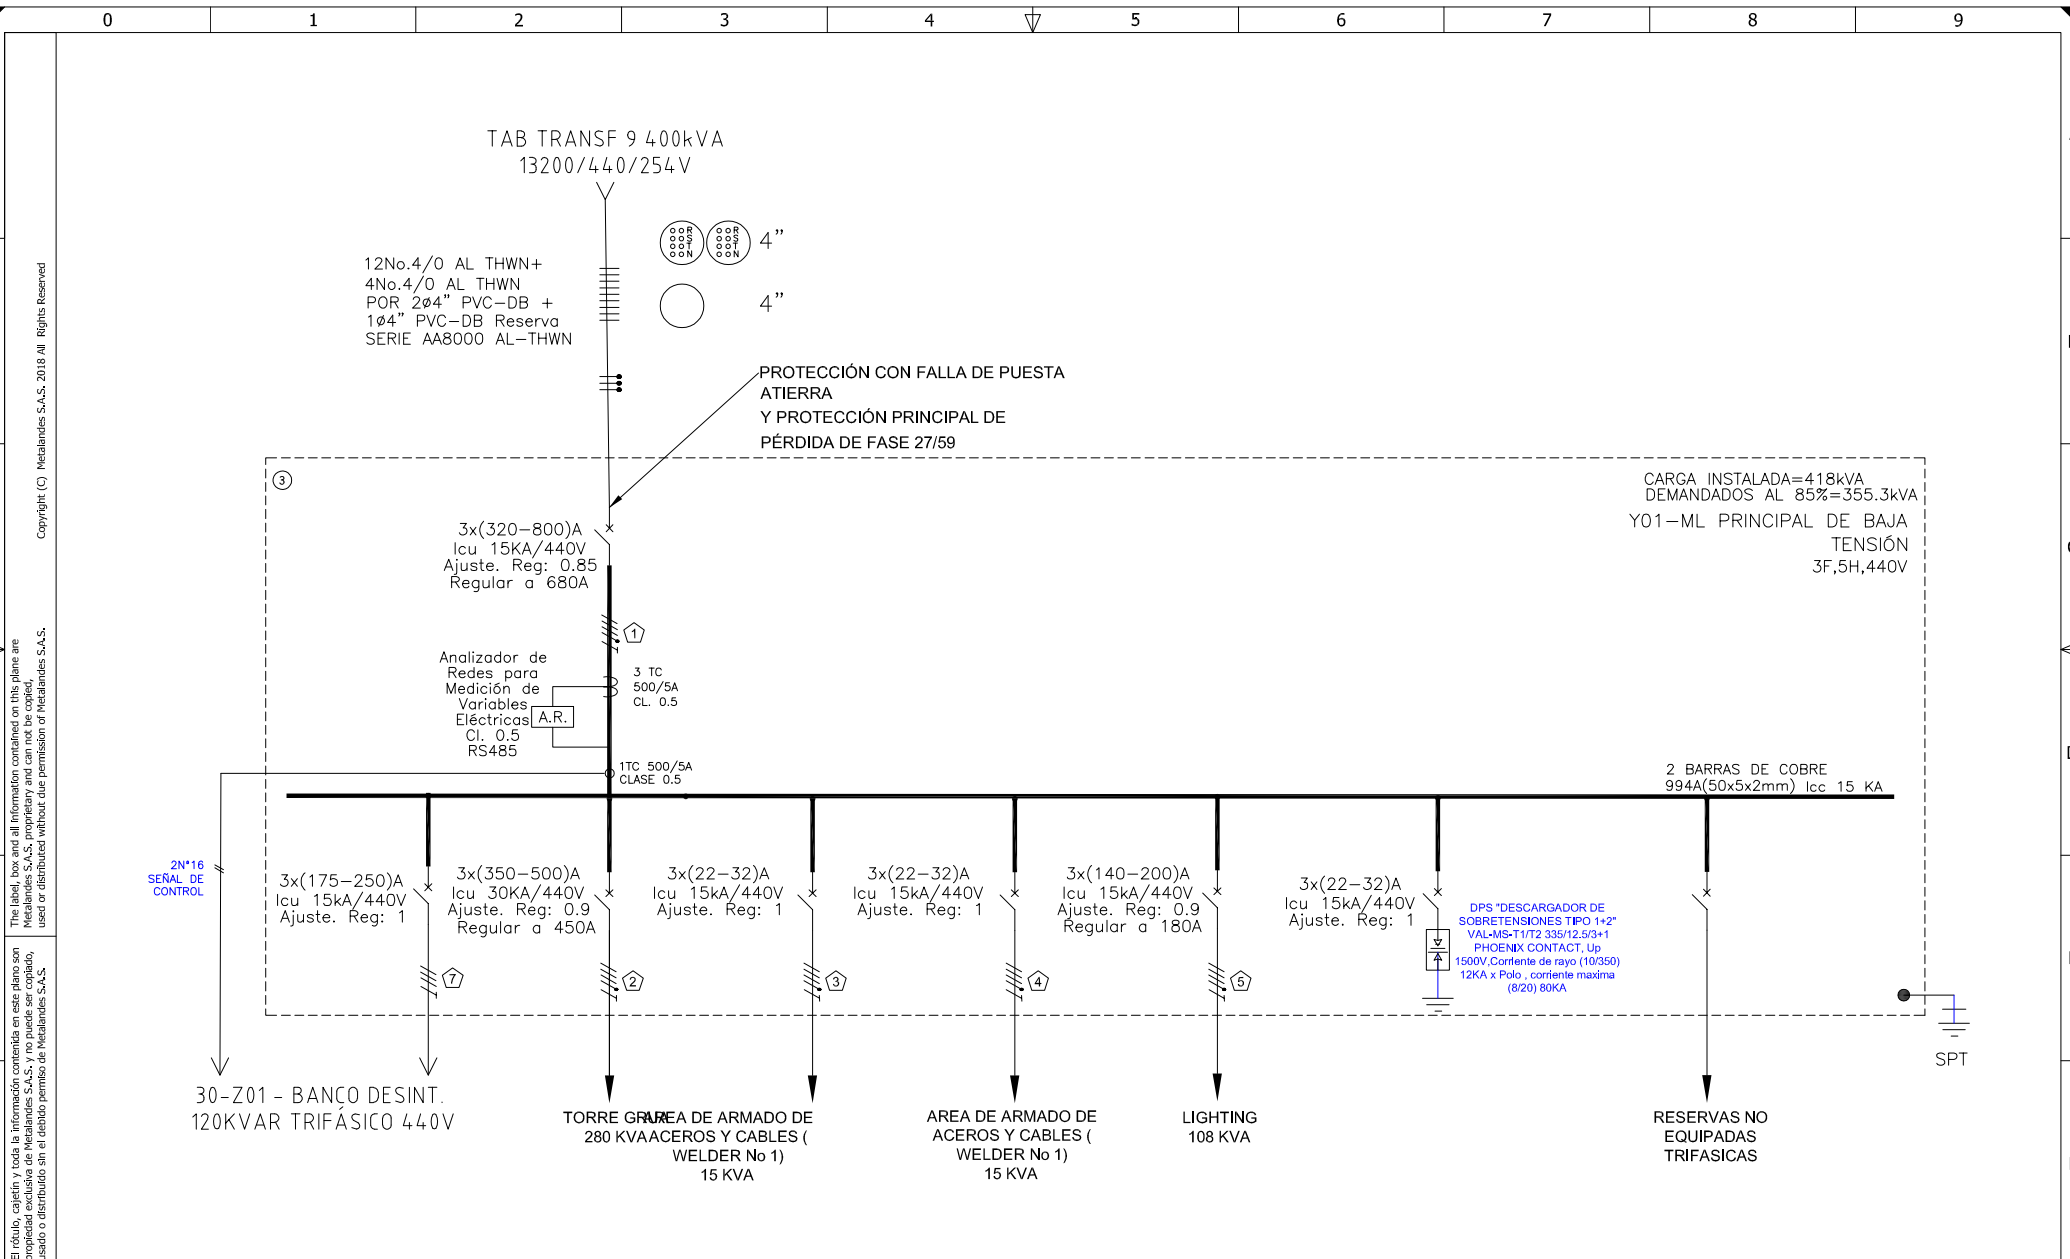 0 1 2 3 4 5 6 7 8 9
TAB TRANSF 9 400kVA
13200/440/254V
R
S
T
N
R
S
T
N
4”
4”
12No.4/0 AL THWN+
4No.4/0 AL THWN
POR 2ø4” PVC-DB +
1ø4” PVC-DB Reserva
SERIE AA8000 AL-THWN
PROTECCIÓN CON FALLA DE PUESTA
ATIERRA
Y PROTECCIÓN PRINCIPAL DE
PÉRDIDA DE FASE 27/59
3
CARGA INSTALADA=418kVA
DEMANDADOS AL 85%=355.3kVA
Y01-ML PRINCIPAL DE BAJA
TENSIÓN
3F,5H,440V
3x(320-800)A
Icu 15KA/440V
Ajuste. Reg: 0.85
Regular a 680A
1
Analizador de
Redes para
Medición de
Variables
Eléctricas
Cl. 0.5
RS485
A.R.
3 TC
500/5A
CL. 0.5
1TC 500/5A
CLASE 0.5
2 BARRAS DE COBRE
994A(50x5x2mm) Icc 15 KA
2N°16
SEÑAL DE
CONTROL
3x(175-250)A
Icu 15kA/440V
Ajuste. Reg: 1
7
3x(350-500)A
Icu 30KA/440V
Ajuste. Reg: 0.9
Regular a 450A
2
3x(22-32)A
Icu 15kA/440V
Ajuste. Reg: 1
3
3x(22-32)A
Icu 15kA/440V
Ajuste. Reg: 1
4
3x(140-200)A
Icu 15kA/440V
Ajuste. Reg: 0.9
Regular a 180A
5
3x(22-32)A
Icu 15kA/440V
Ajuste. Reg: 1
DPS "DESCARGADOR DE
SOBRETENSIONES TIPO 1+2"
VAL-MS-T1/T2 335/12.5/3+1
PHOENIX CONTACT, Up
1500V,Corriente de rayo (10/350)
12KA x Polo , corriente maxima
(8/20) 80KA
SPT
30-Z01 - BANCO DESINT.
120KVAR TRIFÁSICO 440V
TORRE GRUA
280 KVA
AREA DE ARMADO DE
ACEROS Y CABLES (
WELDER No 1)
15 KVA
AREA DE ARMADO DE
ACEROS Y CABLES (
WELDER No 1)
15 KVA
LIGHTING
108 KVA
RESERVAS NO
EQUIPADAS
TRIFASICAS
The label, box and all information contained on this plane are
Metalandes S.A.S. proprietary and can not be copied,
used or distributed without due permission of Metalandes S.A.S.
Copyright (C) Metalandes S.A.S. 2018 All Rights Reserved
El rótulo, cajetín y toda la información contenida en este plano son
propiedad exclusiva de Metalandes S.A.S. y no puede ser copiado,
usado o distribuido sin el debido permiso de Metalandes S.A.S.